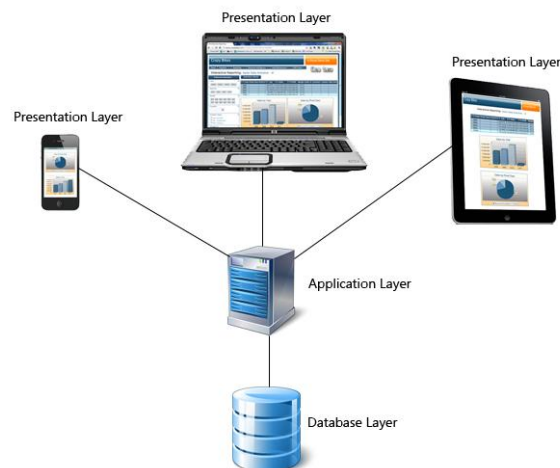 Presentation Layer
Presentation Layer
Presentation Layer
Application Layer
Database Layer